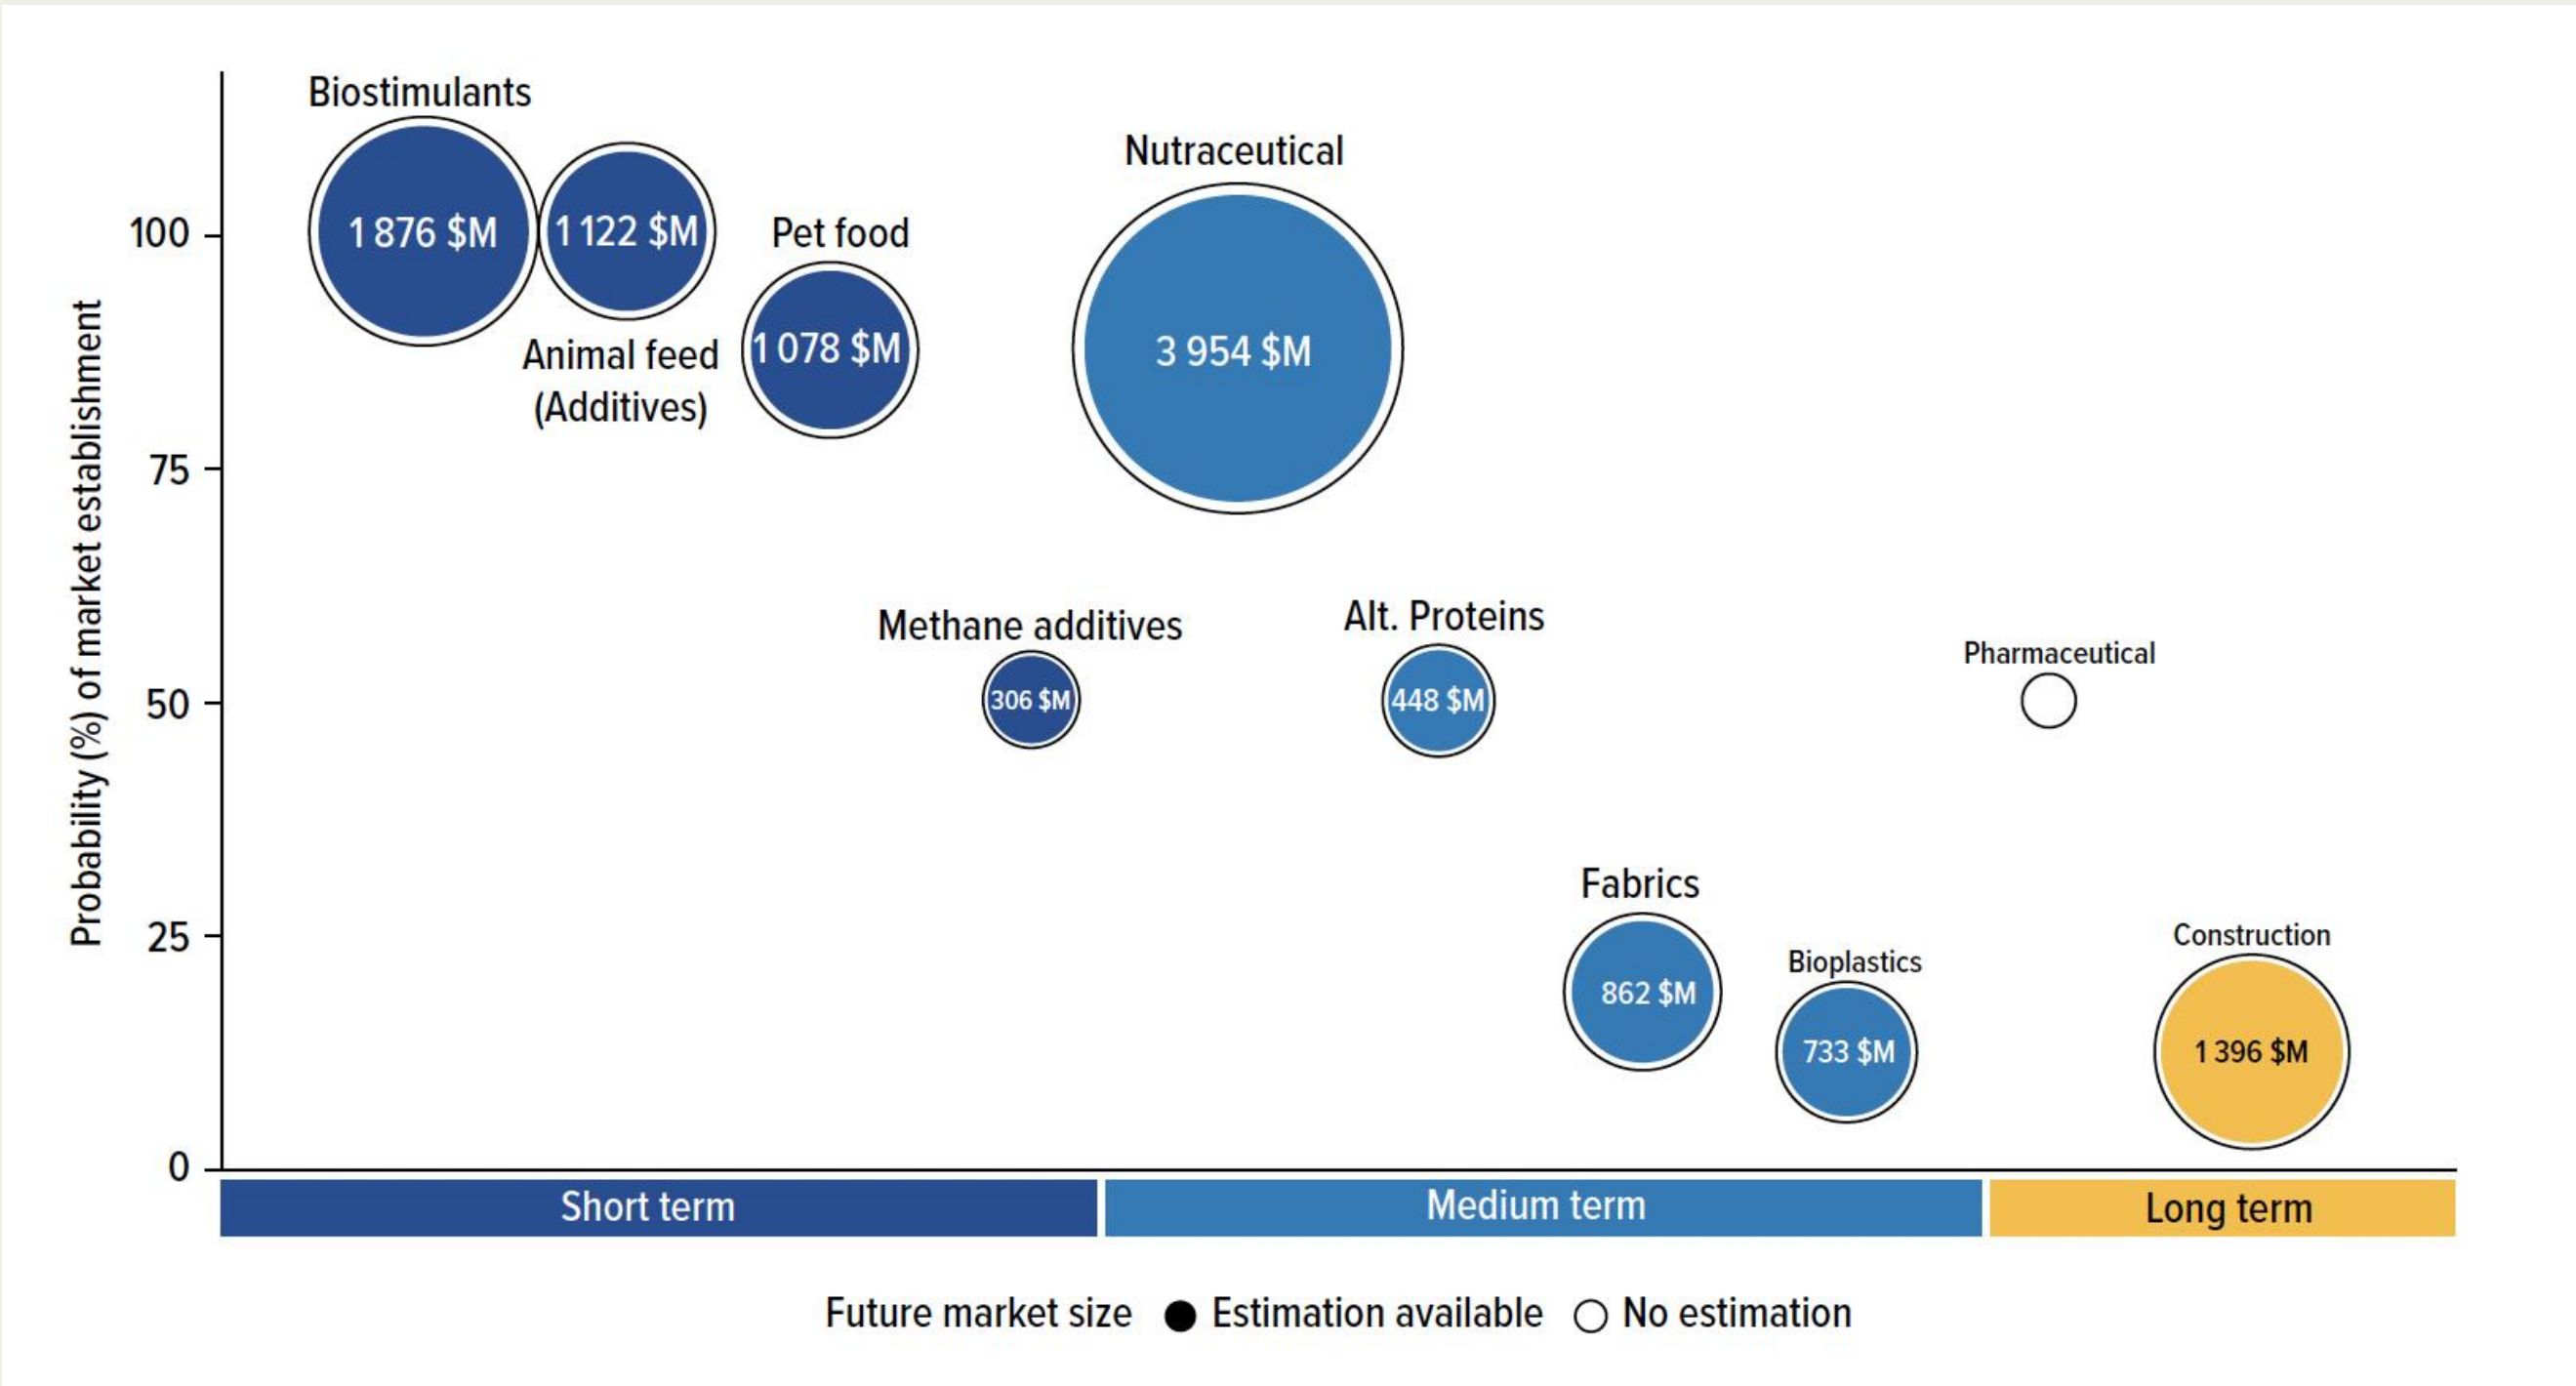 Biostimulants
1 876 $M
1 122 $M
Animal feed
(Additives)
Pet food
1 078 $M
Nutraceutical
3 954 $M
Methane additives
306 $M
Alt. Proteins
448 $M
Pharmaceutical
Fabrics
862 $M
Bioplastics
733 $M
Construction
1 396 $M
Probability (%) of market establishment
100
75
50
25
0
Short term
Medium term
Long term
Future market size Estimation available No estimation